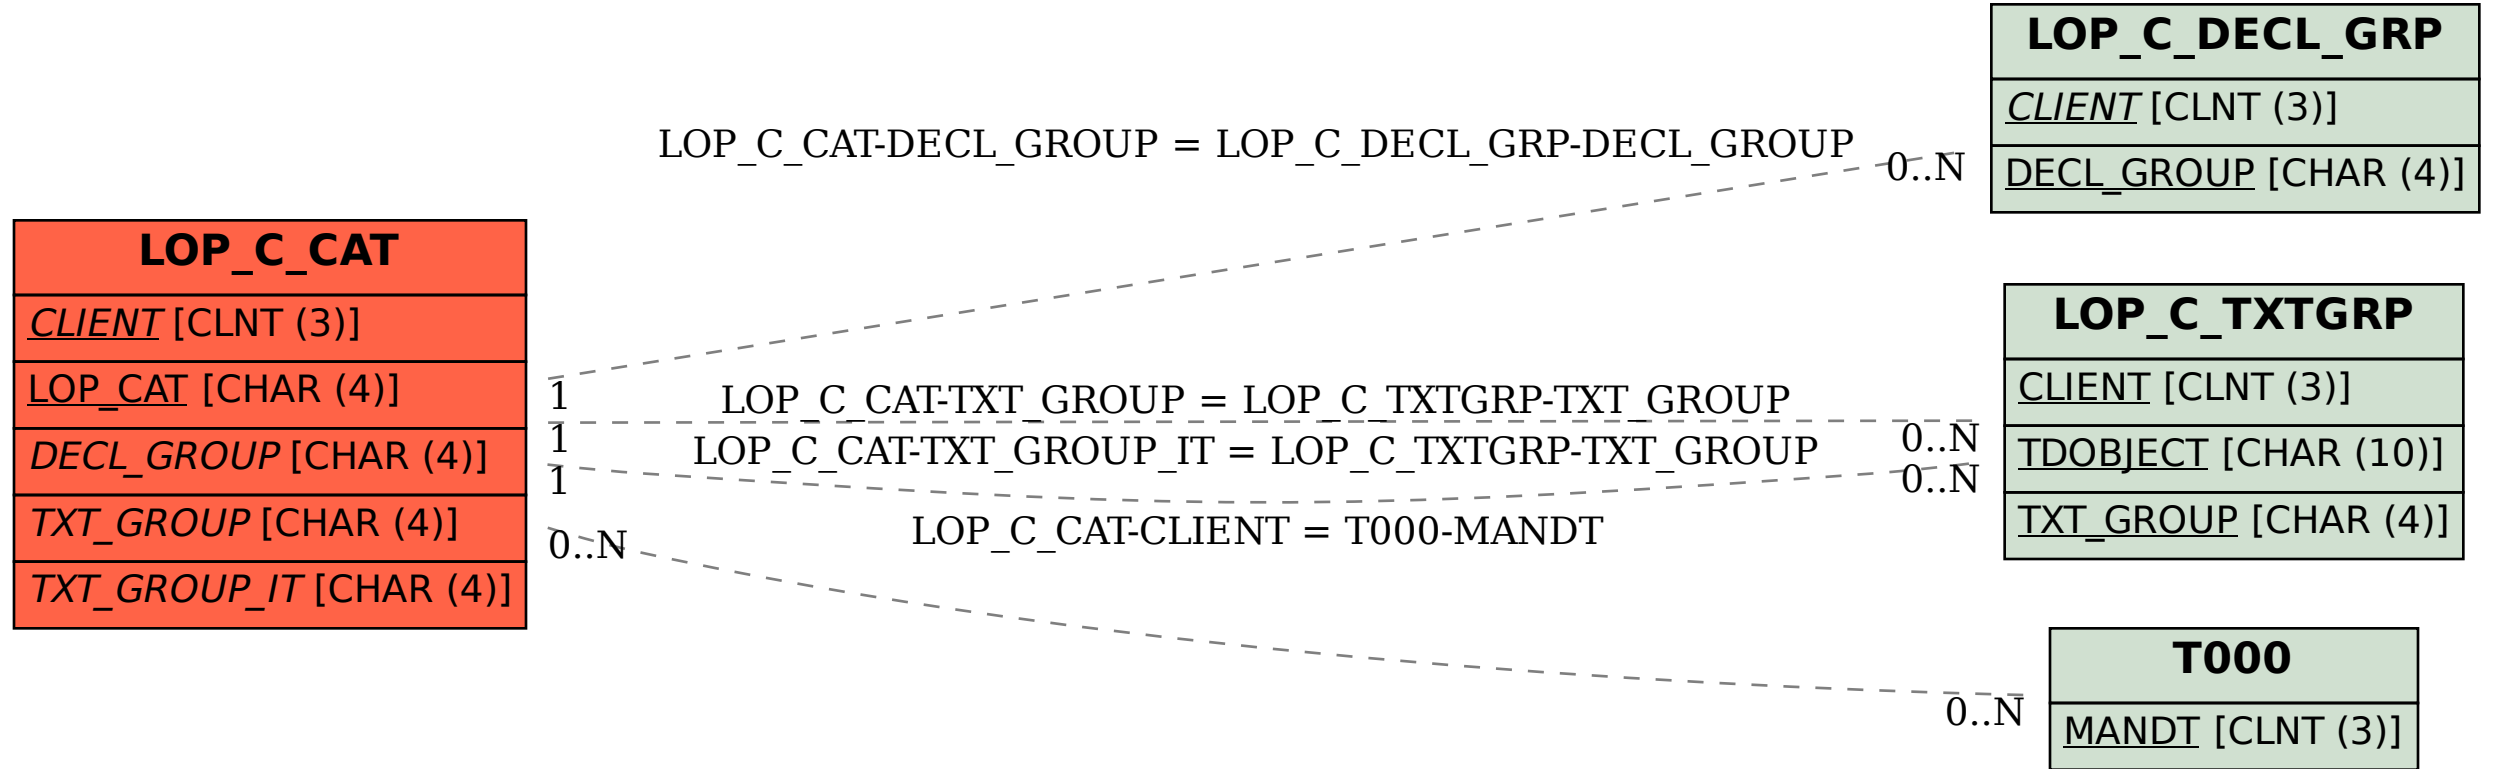 LOP_C_DECL_GRP
CLIENT [CLNT (3)]
DECL_GROUP [CHAR (4)]
LOP_C_CAT-DECL_GROUP = LOP_C_DECL_GRP-DECL_GROUP
0..N
LOP_C_CAT
CLIENT [CLNT (3)]
LOP_CAT [CHAR (4)]
DECL_GROUP [CHAR (4)]
TXT_GROUP [CHAR (4)]
TXT_GROUP_IT [CHAR (4)]
1
LOP_C_CAT-TXT_GROUP = LOP_C_TXTGRP-TXT_GROUP
1
0..N
LOP_C_CAT-TXT_GROUP_IT = LOP_C_TXTGRP-TXT_GROUP
1
0..N
LOP_C_CAT-CLIENT = T000-MANDT
0..N
0..N
LOP_C_TXTGRP
CLIENT [CLNT (3)]
TDOBJECT [CHAR (10)]
TXT_GROUP [CHAR (4)]
T000
MANDT [CLNT (3)]